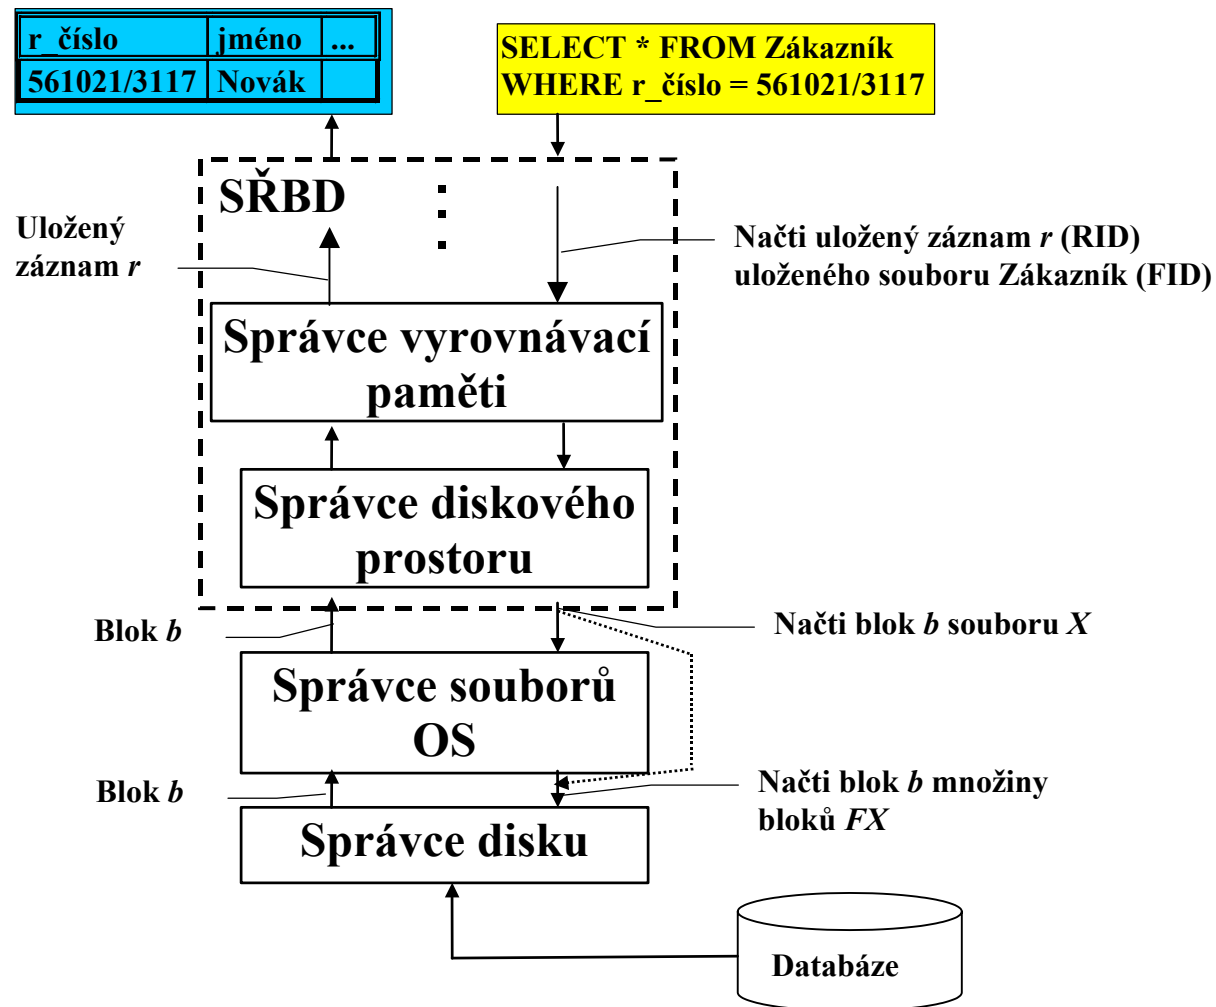 r_číslo jméno ...
561021/3117 Novák
SELECT * FROM Zákazník
WHERE r_číslo = 561021/3117
SŘBD
Uložený
záznam r
Načti uložený záznam r (RID)
uloženého souboru Zákazník (FID)
Správce vyrovnávací
paměti
Správce diskového
prostoru
Blok b
Načti blok b souboru X
Správce souborů
OS
Blok b
Načti blok b množiny
bloků FX
Správce disku
Databáze